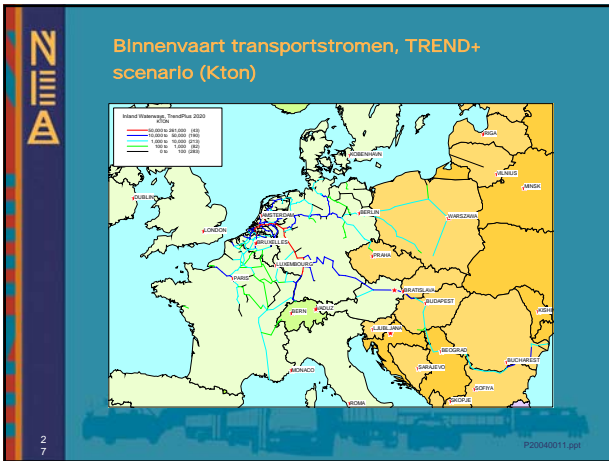 NEA
Binnenvaart transportstromen, TREND+
scenario (Kton)
Inland Waterways, TrendPlus 2020
KTON
50,000 to 261,000 (43)
10,000 to 50,000 (190)
1,000 to 10,000 (213)
100 to 1,000 (82)
0 to 100 (283)
RIGA
KOBENHAVN
VILNIUS
MINSK
DUBLIN
AMSTERDAM
BERLIN
WARSZAWA
LONDON
BRUXELLES
PRAHA
LUXEMBOURG
PARIS
BRATISLAVA
BUDAPEST
BERN
VADUZ
KISHI
LJUBLJANA
BEOGRAD
BUCHAREST
MONACO
SARAJEVO
SOFIYA
SKOPJE
ROMA
2
7
P20040011.ppt